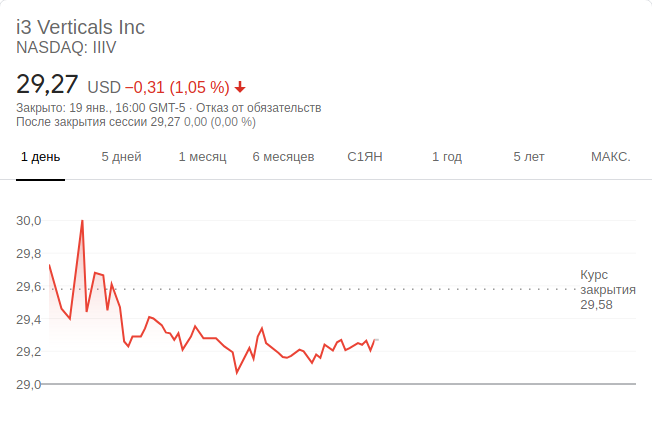 i3 Verticals Inc
NASDAQ: IIIV
29,27 USD −0,31 (1,05 %)
Закрыто: 19 янв., 16:00 GMT-5 · Отказ от обязательств
После закрытия сессии 29,27 0,00 (0,00 %)
1 день 5 дней 1 месяц 6 месяцев С1ЯН 1 год 5 лет МАКС.
30,0
29,8
29,6
29,4
29,2
29,0
Курс
закрытия
29,58